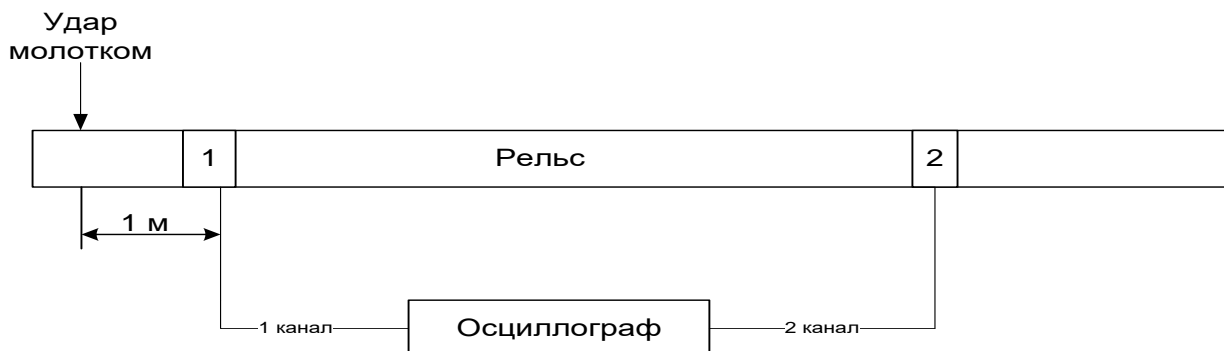 Удар
молотком
1
Рельс
2
1 м
1 канал
Осциллограф
2 канал